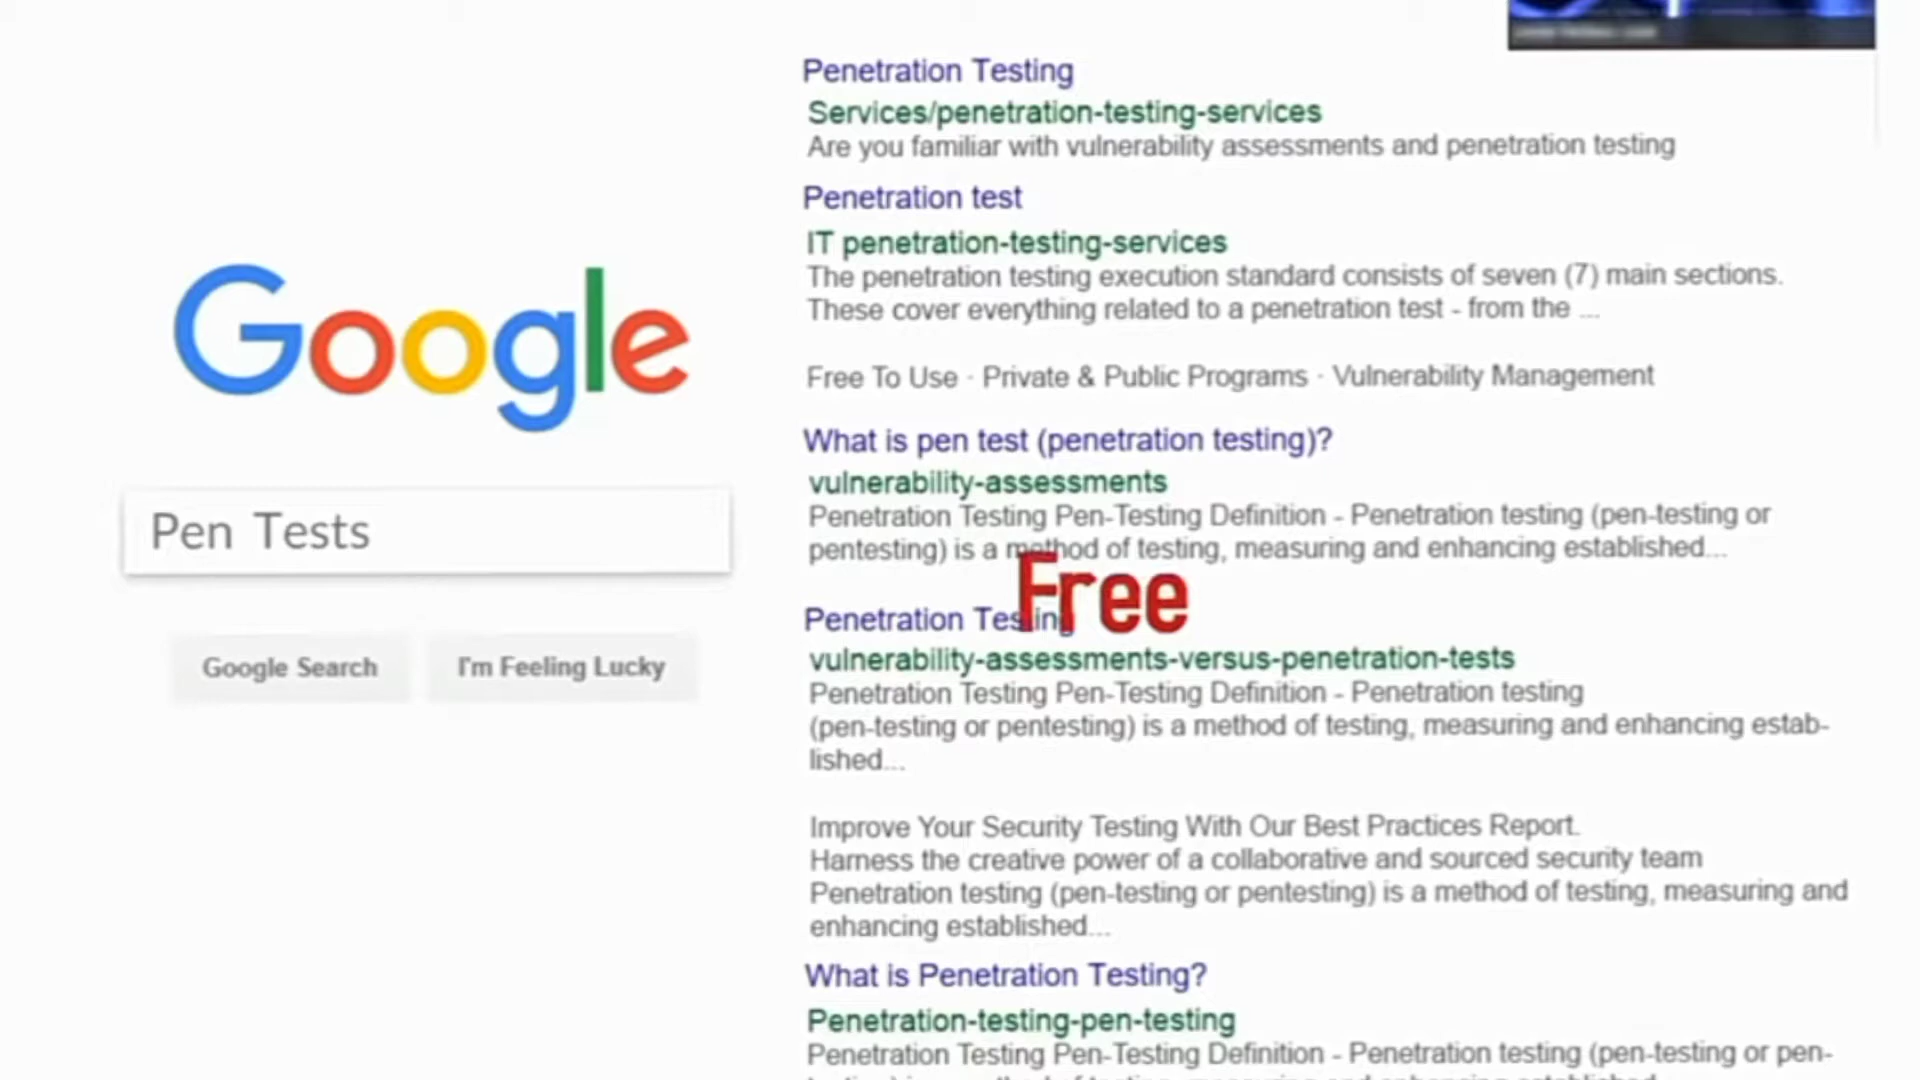 Google
Pen Tests
Google Search
I'm Feeling Lucky
Penetration Testing
Services/penetration-testing-services
Are you familiar with vulnerability assessments and penetration testing
Penetration test
IT penetration-testing-services
The penetration testing execution standard consists of seven (7) main sections.
These cover everything related to a penetration test - from the ...
Free To Use · Private & Public Programs · Vulnerability Management
What is pen test (penetration testing)?
vulnerability-assessments
Penetration Testing Pen-Testing Definition - Penetration testing (pen-testing or
pentesting) is a method of testing, measuring and enhancing established...
Free
Penetration Testing
vulnerability-assessments-versus-penetration-tests
Penetration Testing Pen-Testing Definition - Penetration testing
(pen-testing or pentesting) is a method of testing, measuring and enhancing estab-
lished...
Improve Your Security Testing With Our Best Practices Report.
Harness the creative power of a collaborative and sourced security team
Penetration testing (pen-testing or pentesting) is a method of testing, measuring and
enhancing established...
What is Penetration Testing?
Penetration-testing-pen-testing
Penetration Testing Pen-Testing Definition - Penetration testing (pen-testing or pen-